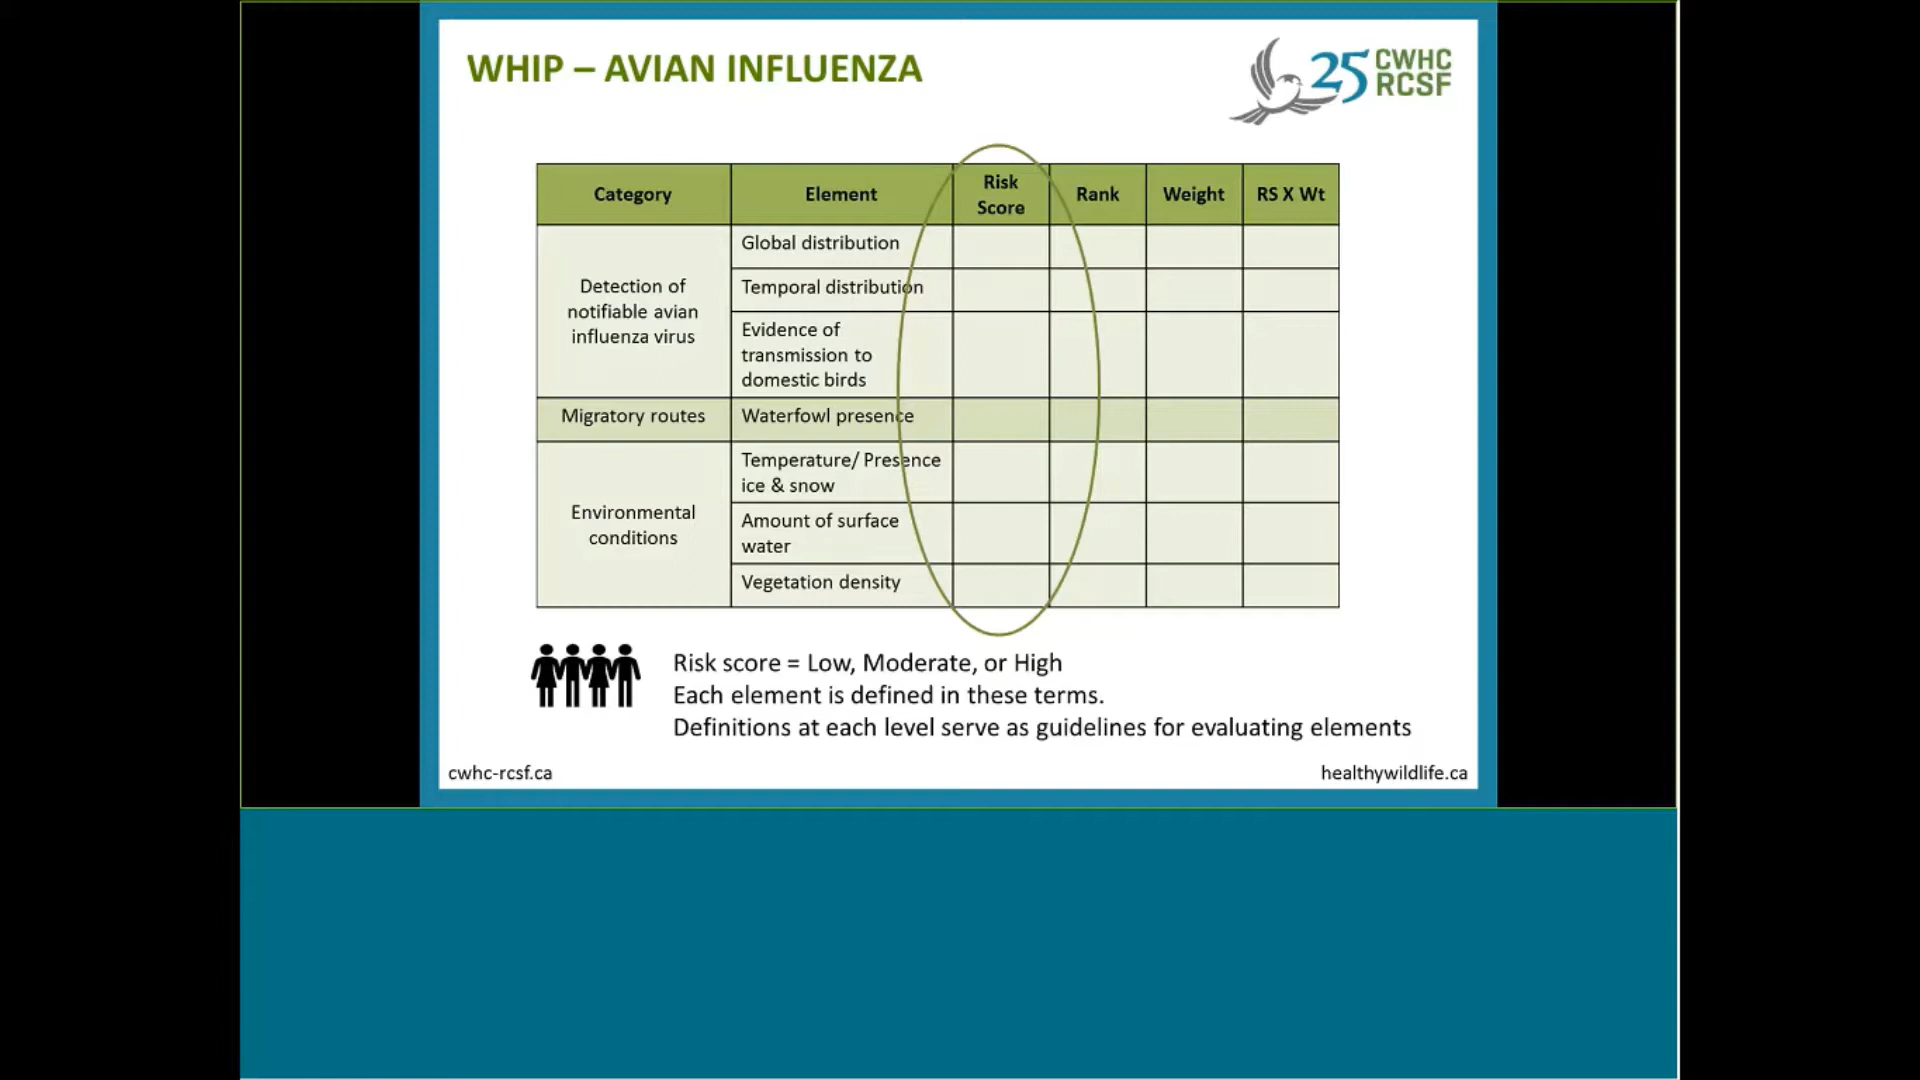 WHIP – AVIAN INFLUENZA
25 CWHC
RCSF
Category
Element
Risk
Score
Rank
Weight
RS X Wt
Detection of
notifiable avian
influenza virus
Global distribution
Temporal distribution
Evidence of
transmission to
domestic birds
Migratory routes
Waterfowl presence
Environmental
conditions
Temperature/ Presence
ice & snow
Amount of surface
water
Vegetation density
Risk score = Low, Moderate, or High
Each element is defined in these terms.
Definitions at each level serve as guidelines for evaluating elements
cwhc-rcsf.ca
healthywildlife.ca